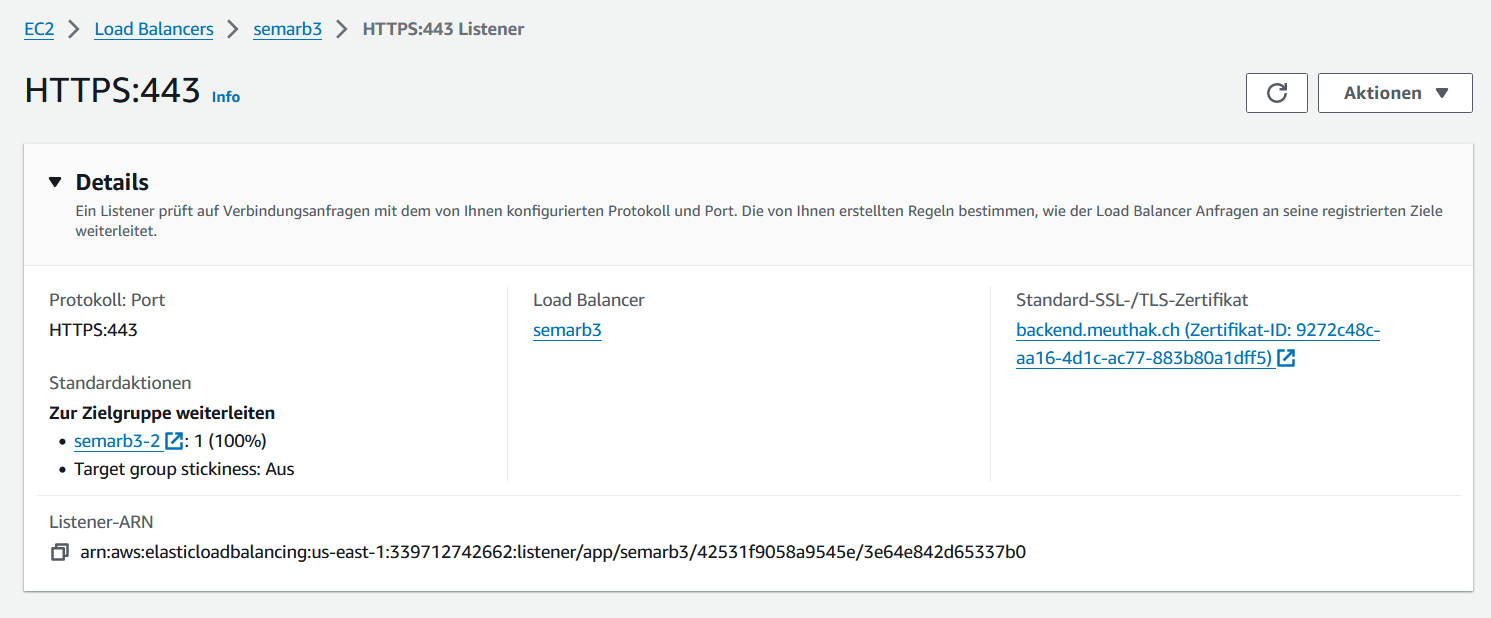 EC2 > Load Balancers > semarb3 > HTTPS:443 Listener
HTTPS:443 Info
Aktionen
Details
Ein Listener prüft auf Verbindungsanfragen mit dem von Ihnen konfigurierten Protokoll und Port. Die von Ihnen erstellten Regeln bestimmen, wie der Load Balancer Anfragen an seine registrierten Ziele
weiterleitet.
Protokoll: Port
HTTPS:443
Standardaktionen
Zur Zielgruppe weiterleiten
• semarb3-2 : 1 (100%)
• Target group stickiness: Aus
Load Balancer
semarb3
Standard-SSL-/TLS-Zertifikat
backend.meuthak.ch (Zertifikat-ID: 9272c48c-
aa16-4d1c-ac77-883b80a1dff5)
Listener-ARN
arn:aws:elasticloadbalancing:us-east-1:339712742662:listener/app/semarb3/42531f9058a9545e/3e64e842d65337b0